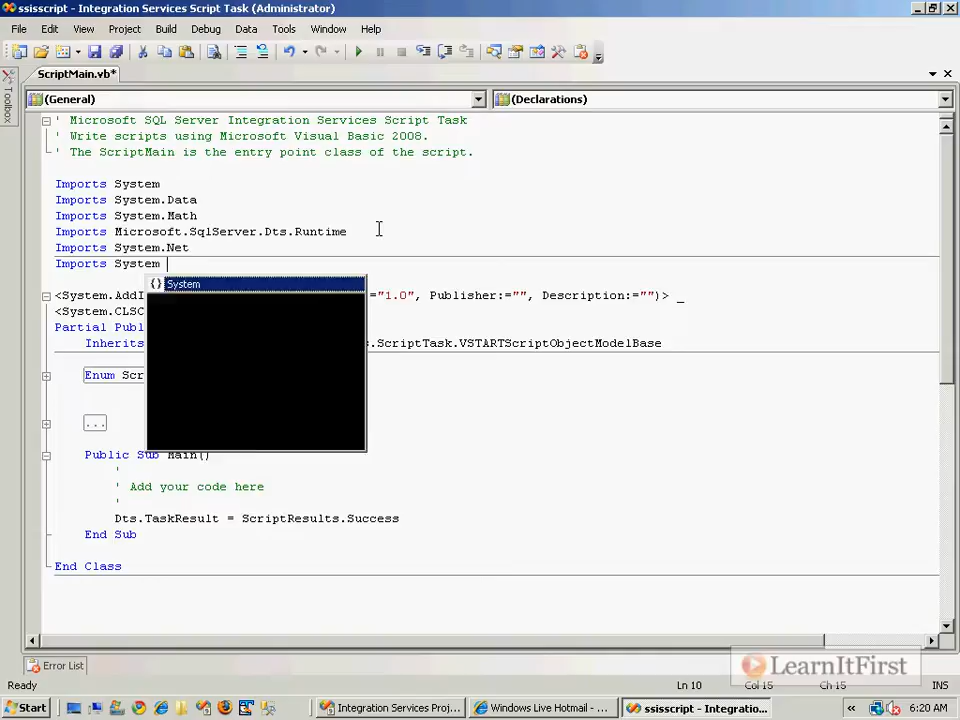 ssisscript - Integration Services Script Task (Administrator)
File Edit View Project Build Debug Data Tools Window Help
ScriptMain.vb*
Toolbox
(General) (Declarations)
' Microsoft SQL Server Integration Services Script Task
' Write scripts using Microsoft Visual Basic 2008.
' The ScriptMain is the entry point class of the script.
Imports System
Imports System.Data
Imports System.Math
Imports Microsoft.SqlServer.Dts.Runtime
Imports System.Net
Imports System
{} System
<System.AddI ="1.0", Publisher:="", Description:="")> _
<System.CLSC
Partial Publ
Inherits s.ScriptTask.VSTARTScriptObjectModelBase
Enum Scr
...
Public Sub Main()
'
' Add your code here
'
Dts.TaskResult = ScriptResults.Success
End Sub
End Class
Error List
LearnItFirst
Ready Ln 10 Col 15 Ch 15 INS
Start Integration Services Proj... Windows Live Hotmail - ... ssisscript - Integratio... « 6:20 AM